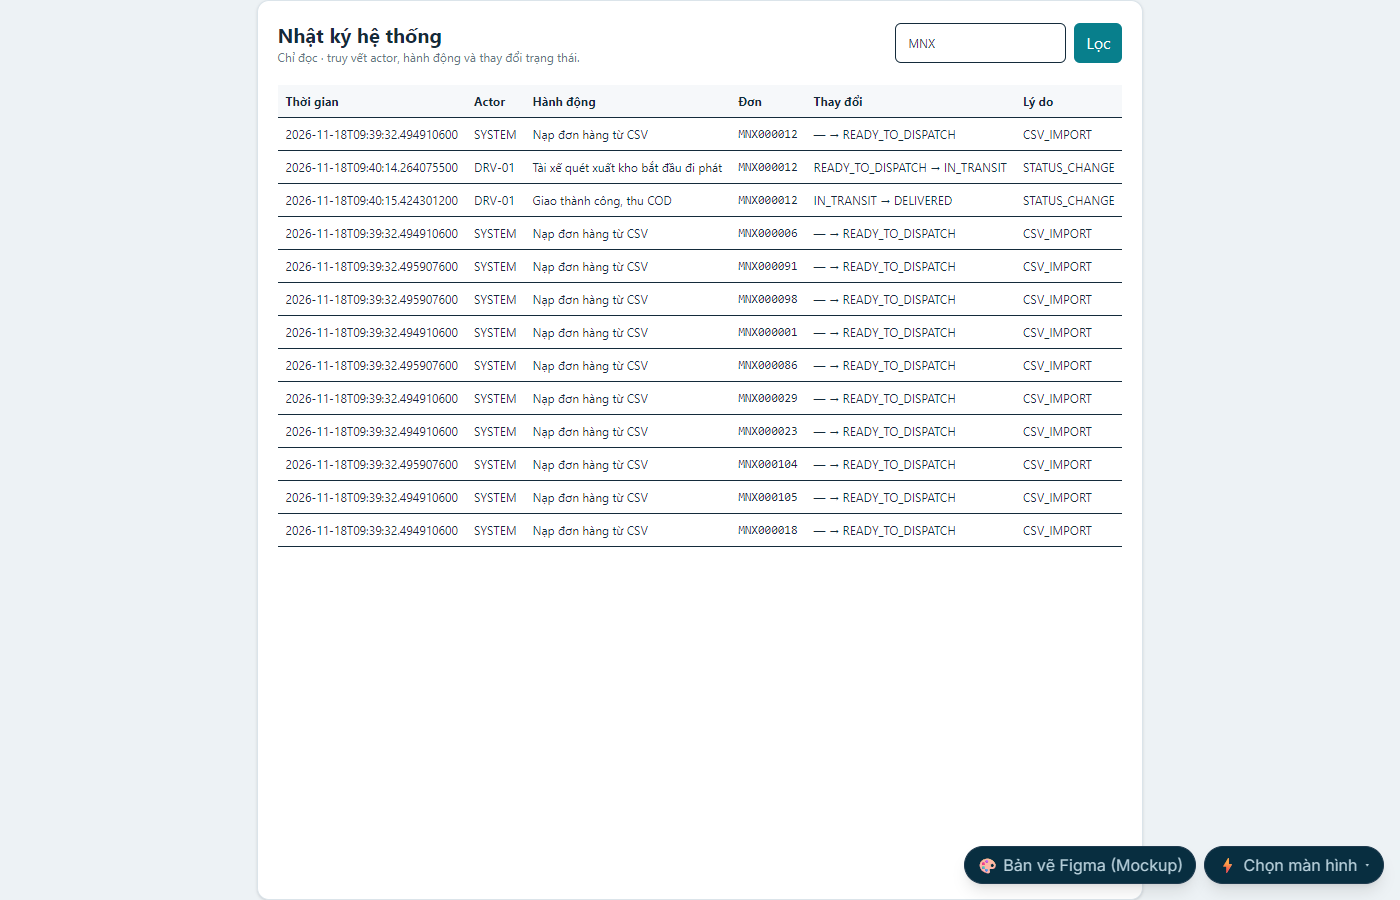 Nhật ký hệ thống
Chỉ đọc · truy vết actor, hành động và thay đổi trạng thái.
MNX
Lọc
Thời gian Actor Hành động Đơn Thay đổi Lý do
2026-11-18T09:39:32.494910600 SYSTEM Nạp đơn hàng từ CSV MNX000012 — → READY_TO_DISPATCH CSV_IMPORT
2026-11-18T09:40:14.264075500 DRV-01 Tài xế quét xuất kho bắt đầu đi phát MNX000012 READY_TO_DISPATCH → IN_TRANSIT STATUS_CHANGE
2026-11-18T09:40:15.424301200 DRV-01 Giao thành công, thu COD MNX000012 IN_TRANSIT → DELIVERED STATUS_CHANGE
2026-11-18T09:39:32.494910600 SYSTEM Nạp đơn hàng từ CSV MNX000006 — → READY_TO_DISPATCH CSV_IMPORT
2026-11-18T09:39:32.495907600 SYSTEM Nạp đơn hàng từ CSV MNX000091 — → READY_TO_DISPATCH CSV_IMPORT
2026-11-18T09:39:32.495907600 SYSTEM Nạp đơn hàng từ CSV MNX000098 — → READY_TO_DISPATCH CSV_IMPORT
2026-11-18T09:39:32.494910600 SYSTEM Nạp đơn hàng từ CSV MNX000001 — → READY_TO_DISPATCH CSV_IMPORT
2026-11-18T09:39:32.495907600 SYSTEM Nạp đơn hàng từ CSV MNX000086 — → READY_TO_DISPATCH CSV_IMPORT
2026-11-18T09:39:32.494910600 SYSTEM Nạp đơn hàng từ CSV MNX000029 — → READY_TO_DISPATCH CSV_IMPORT
2026-11-18T09:39:32.494910600 SYSTEM Nạp đơn hàng từ CSV MNX000023 — → READY_TO_DISPATCH CSV_IMPORT
2026-11-18T09:39:32.495907600 SYSTEM Nạp đơn hàng từ CSV MNX000104 — → READY_TO_DISPATCH CSV_IMPORT
2026-11-18T09:39:32.494910600 SYSTEM Nạp đơn hàng từ CSV MNX000105 — → READY_TO_DISPATCH CSV_IMPORT
2026-11-18T09:39:32.494910600 SYSTEM Nạp đơn hàng từ CSV MNX000018 — → READY_TO_DISPATCH CSV_IMPORT
Bản vẽ Figma (Mockup)
Chọn màn hình ·